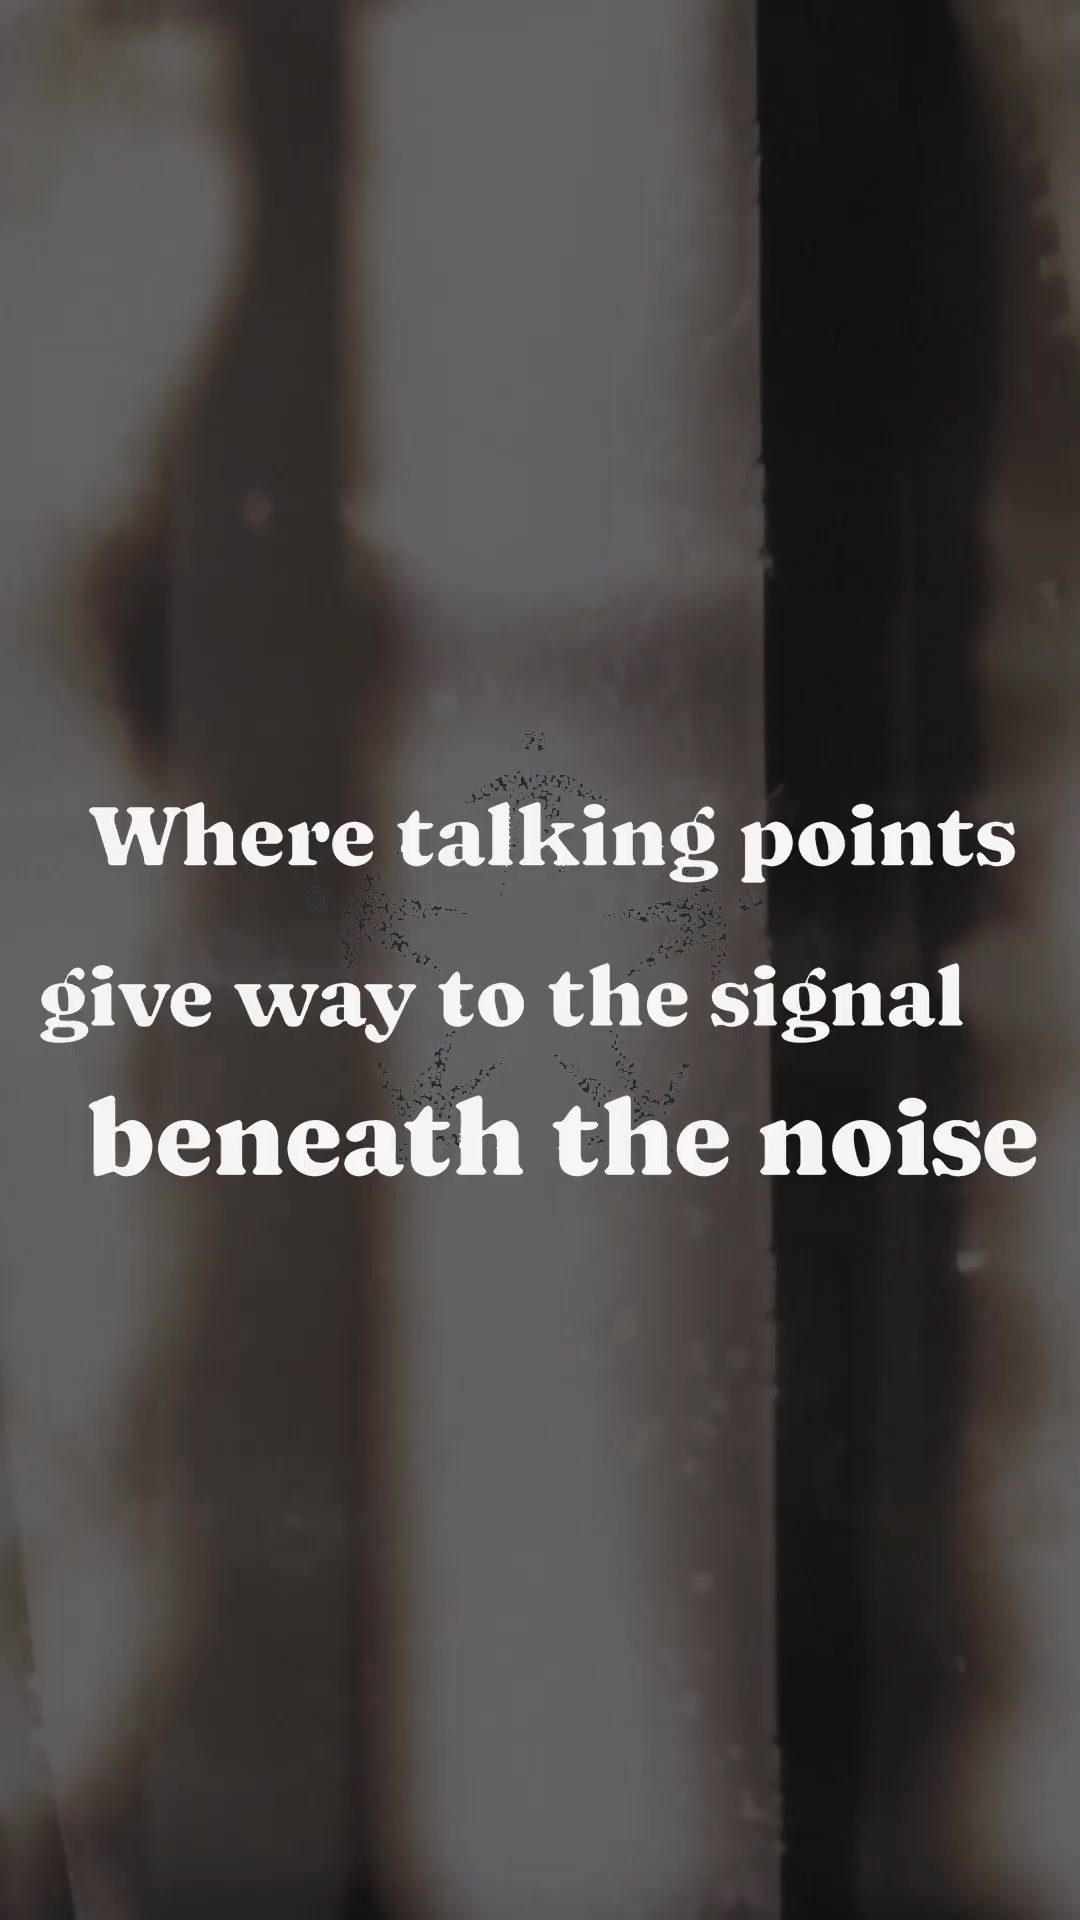 Where talking points
give way to the signal
beneath the noise